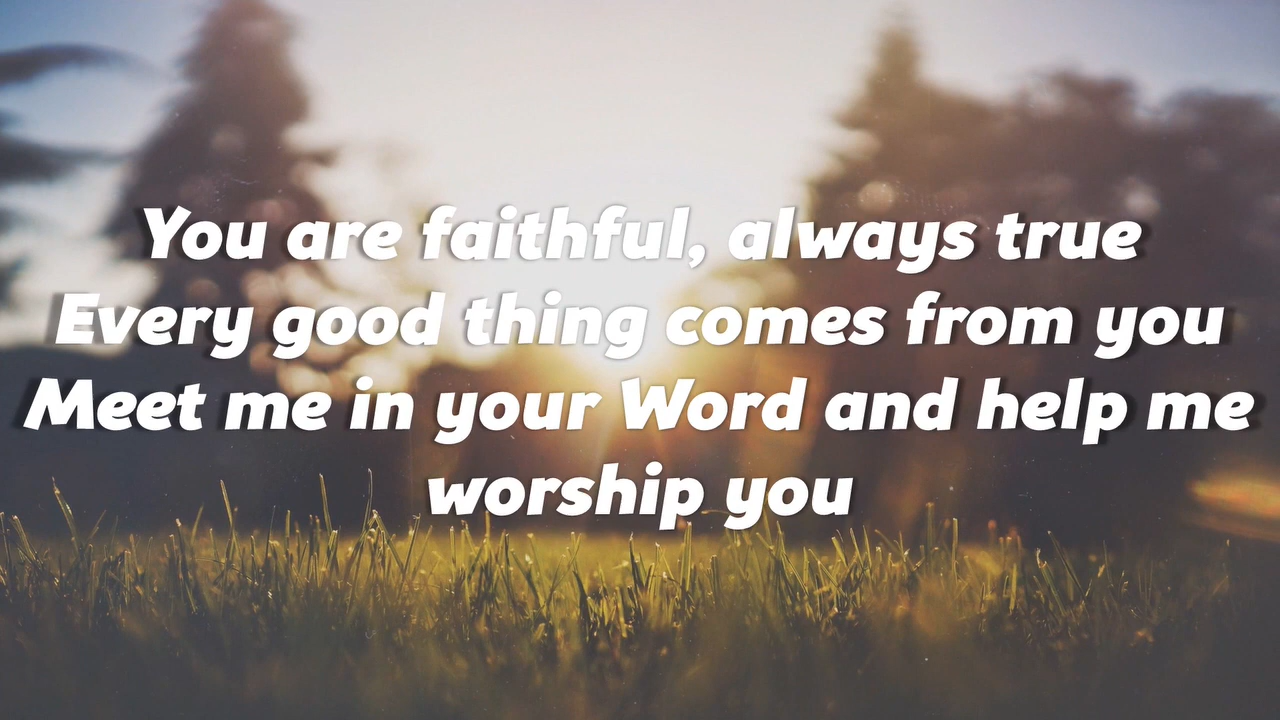 You are faithful, always true
Every good thing comes from you
Meet me in your Word and help me
worship you